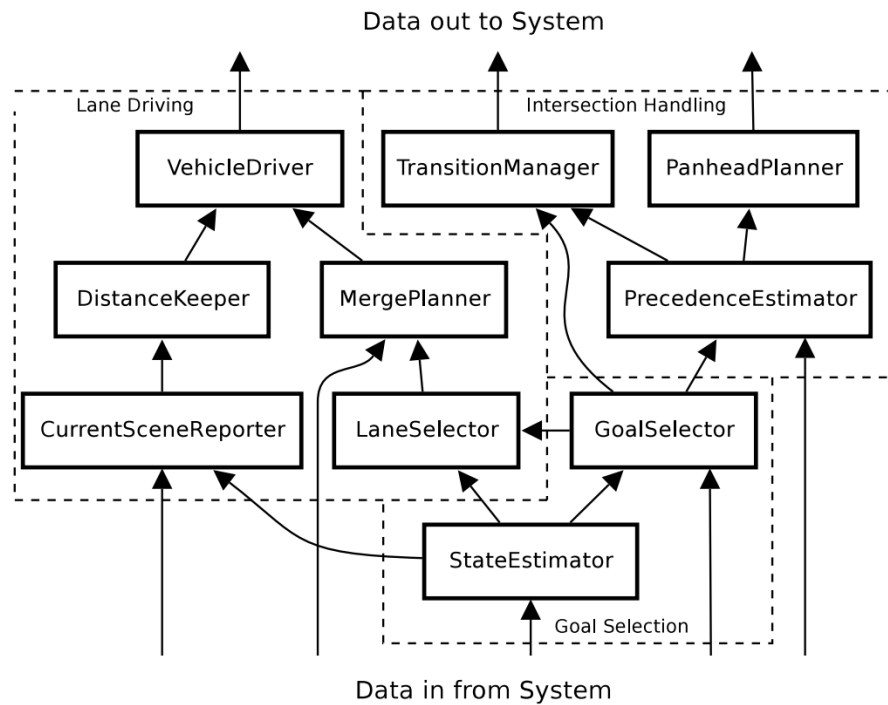 Data out to System
Lane Driving
Intersection Handling
VehicleDriver
TransitionManager
PanheadPlanner
DistanceKeeper
MergePlanner
PrecedenceEstimator
CurrentSceneReporter
LaneSelector
GoalSelector
StateEstimator
Goal Selection
Data in from System